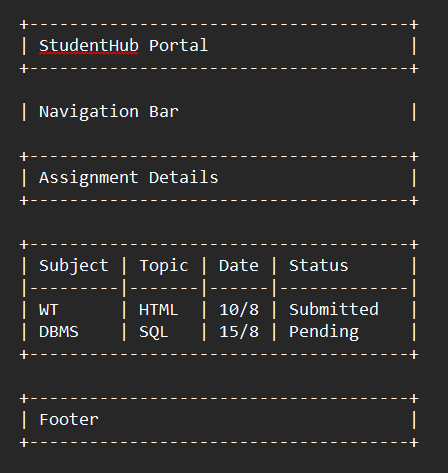 +--------------------------------------+
| StudentHub Portal                    |
+--------------------------------------+
| Navigation Bar                       |
+--------------------------------------+
| Assignment Details                   |
+--------------------------------------+
+--------------------------------------+
| Subject | Topic | Date | Status      |
|---------|-------|------|-------------|
| WT      | HTML  | 10/8 | Submitted   |
| DBMS    | SQL   | 15/8 | Pending     |
+--------------------------------------+
+--------------------------------------+
| Footer                               |
+--------------------------------------+